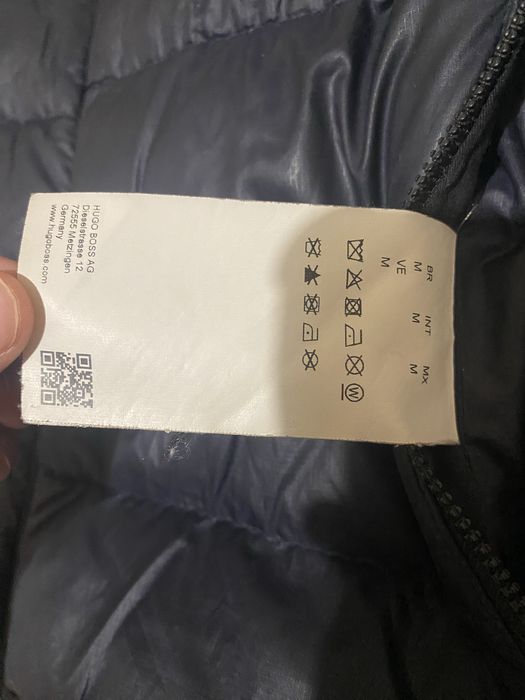 BR INT MX
M M M
VE
M
W
HUGO BOSS AG
Dieselstrasse 12
72555 Metzingen
Germany
www.hugoboss.com